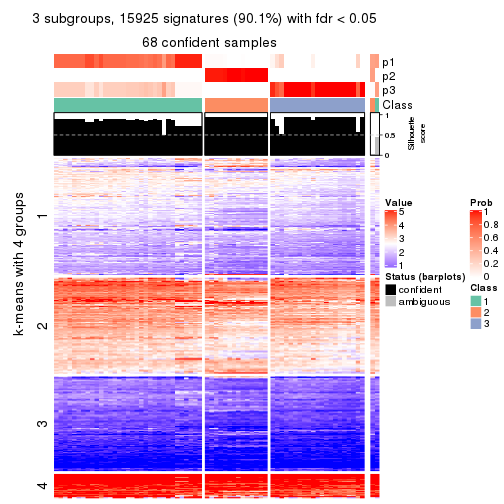 3 subgroups, 15925 signatures (90.1%) with fdr < 0.05
68 confident samples
p1
p2
p3
Class
1
0.5
0
Silhouette
score
k-means with 4 groups
1
2
3
4
Value
5
4
3
2
1
Status (barplots)
confident
ambiguous
Prob
1
0.8
0.6
0.4
0.2
0
Class
1
2
3